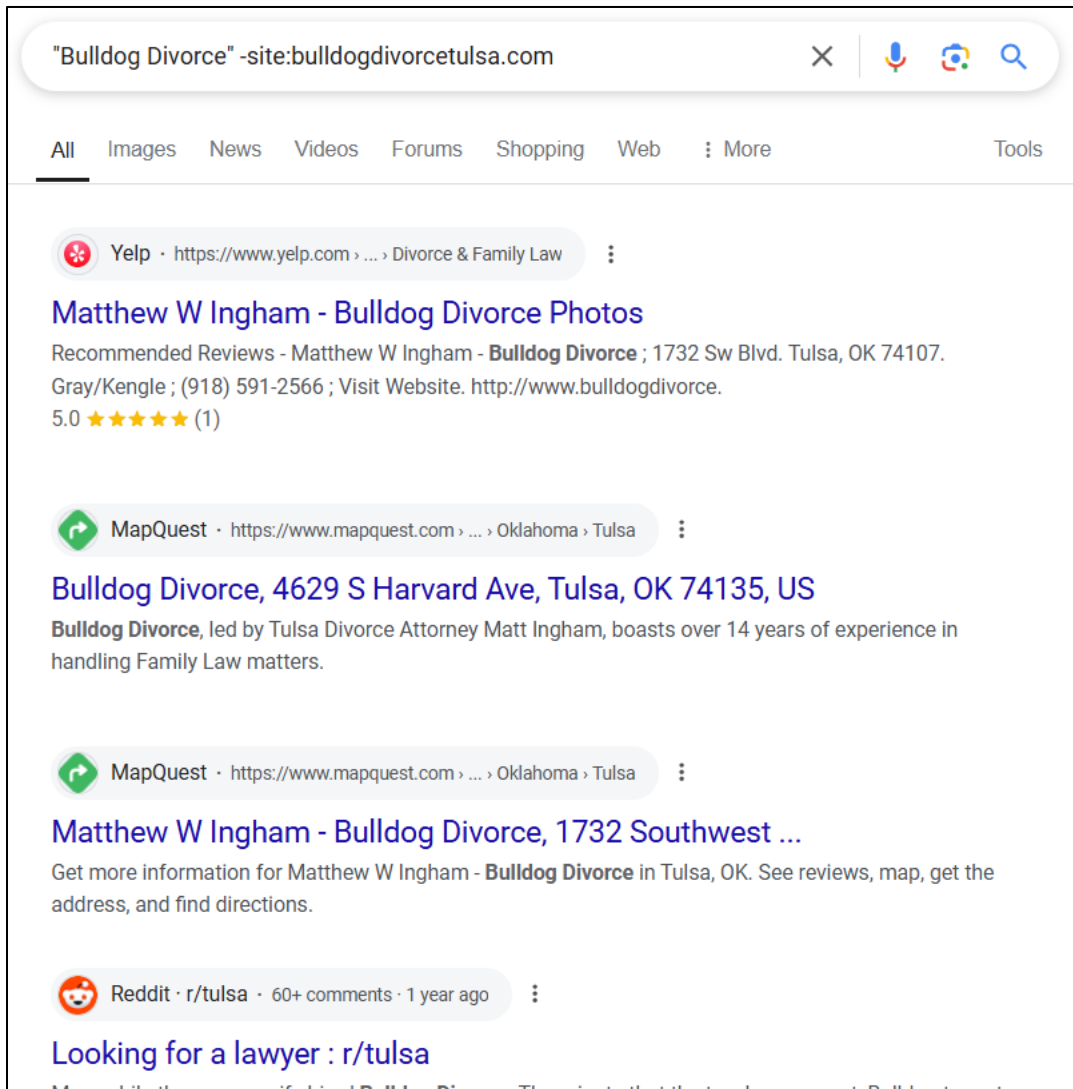 "Bulldog Divorce" -site:bulldogdivorcetulsa.com
All Images News Videos Forums Shopping Web More Tools
Yelp · https://www.yelp.com › ... › Divorce & Family Law
Matthew W Ingham - Bulldog Divorce Photos
Recommended Reviews - Matthew W Ingham - Bulldog Divorce ; 1732 Sw Blvd. Tulsa, OK 74107.
Gray/Kengle ; (918) 591-2566 ; Visit Website. http://www.bulldogdivorce.
5.0 ★★★★★ (1)
MapQuest · https://www.mapquest.com › ... › Oklahoma › Tulsa
Bulldog Divorce, 4629 S Harvard Ave, Tulsa, OK 74135, US
Bulldog Divorce, led by Tulsa Divorce Attorney Matt Ingham, boasts over 14 years of experience in
handling Family Law matters.
MapQuest · https://www.mapquest.com › ... › Oklahoma › Tulsa
Matthew W Ingham - Bulldog Divorce, 1732 Southwest ...
Get more information for Matthew W Ingham - Bulldog Divorce in Tulsa, OK. See reviews, map, get the
address, and find directions.
Reddit · r/tulsa · 60+ comments · 1 year ago
Looking for a lawyer : r/tulsa